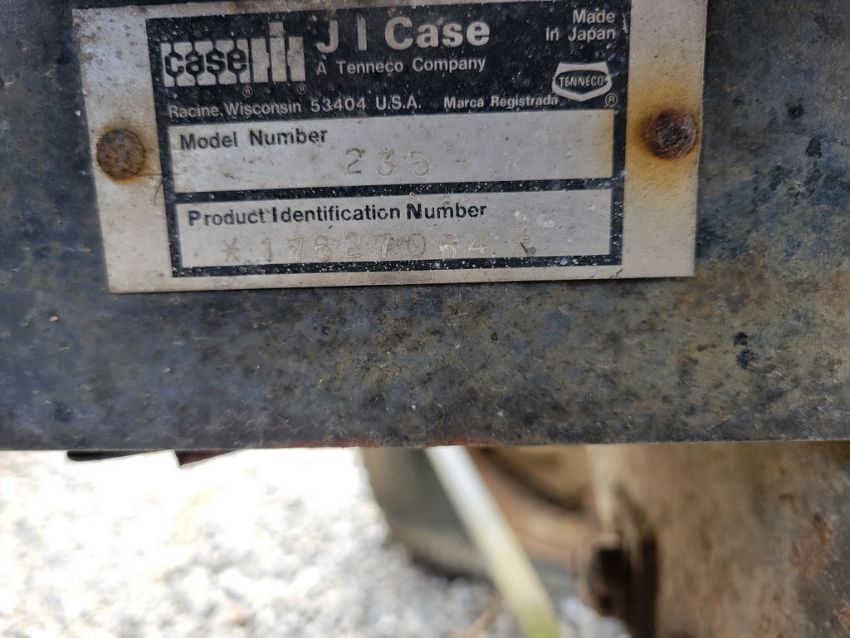 case IH
J I Case
A Tenneco Company
Made
In Japan
TENNECO
Racine, Wisconsin 53404 U.S.A. Marca Registrada
Model Number
235
Product Identification Number
*17827084*